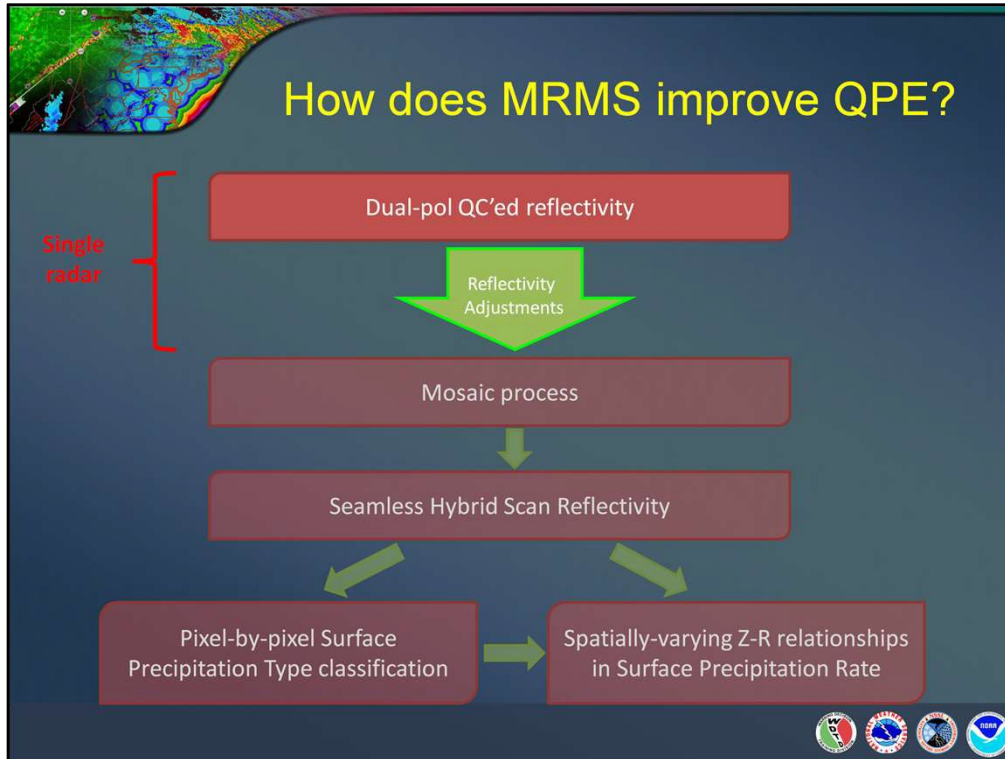 How does MRMS improve QPE?
Dual-pol QC'ed reflectivity
Single
radar
Reflectivity
Adjustments
Mosaic process
Seamless Hybrid Scan Reflectivity
Pixel-by-pixel Surface
Precipitation Type classification
Spatially-varying Z-R relationships
in Surface Precipitation Rate
NOAA